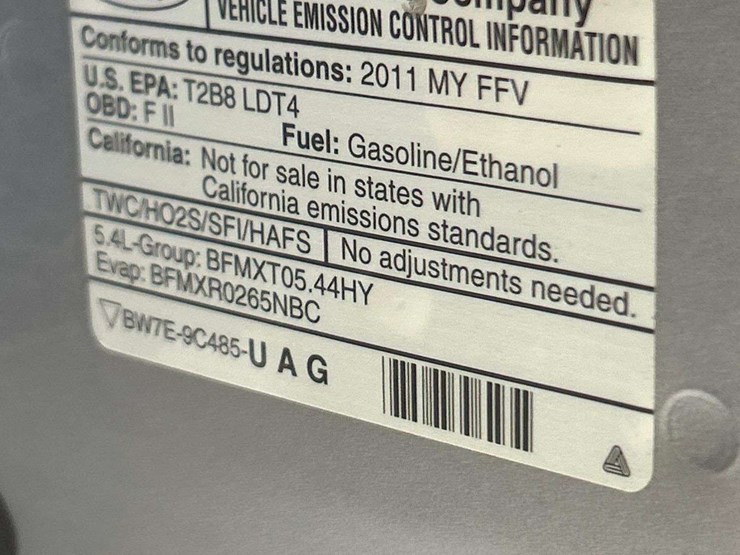 Company
VEHICLE EMISSION CONTROL INFORMATION
Conforms to regulations: 2011 MY FFV
U.S. EPA: T2B8 LDT4
OBD: F II Fuel: Gasoline/Ethanol
California: Not for sale in states with
California emissions standards.
TWC/HO2S/SFI/HAFS No adjustments needed.
5.4L-Group: BFMXT05.44HY
Evap: BFMXR0265NBC
BW7E-9C485-U A G